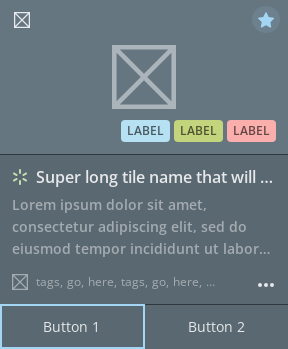 LABEL LABEL LABEL
Super long tile name that will ...
Lorem ipsum dolor sit amet,
consectetur adipiscing elit, sed do
eiusmod tempor incididunt ut labor...
tags, go, here, tags, go, here, ...
Button 1 Button 2